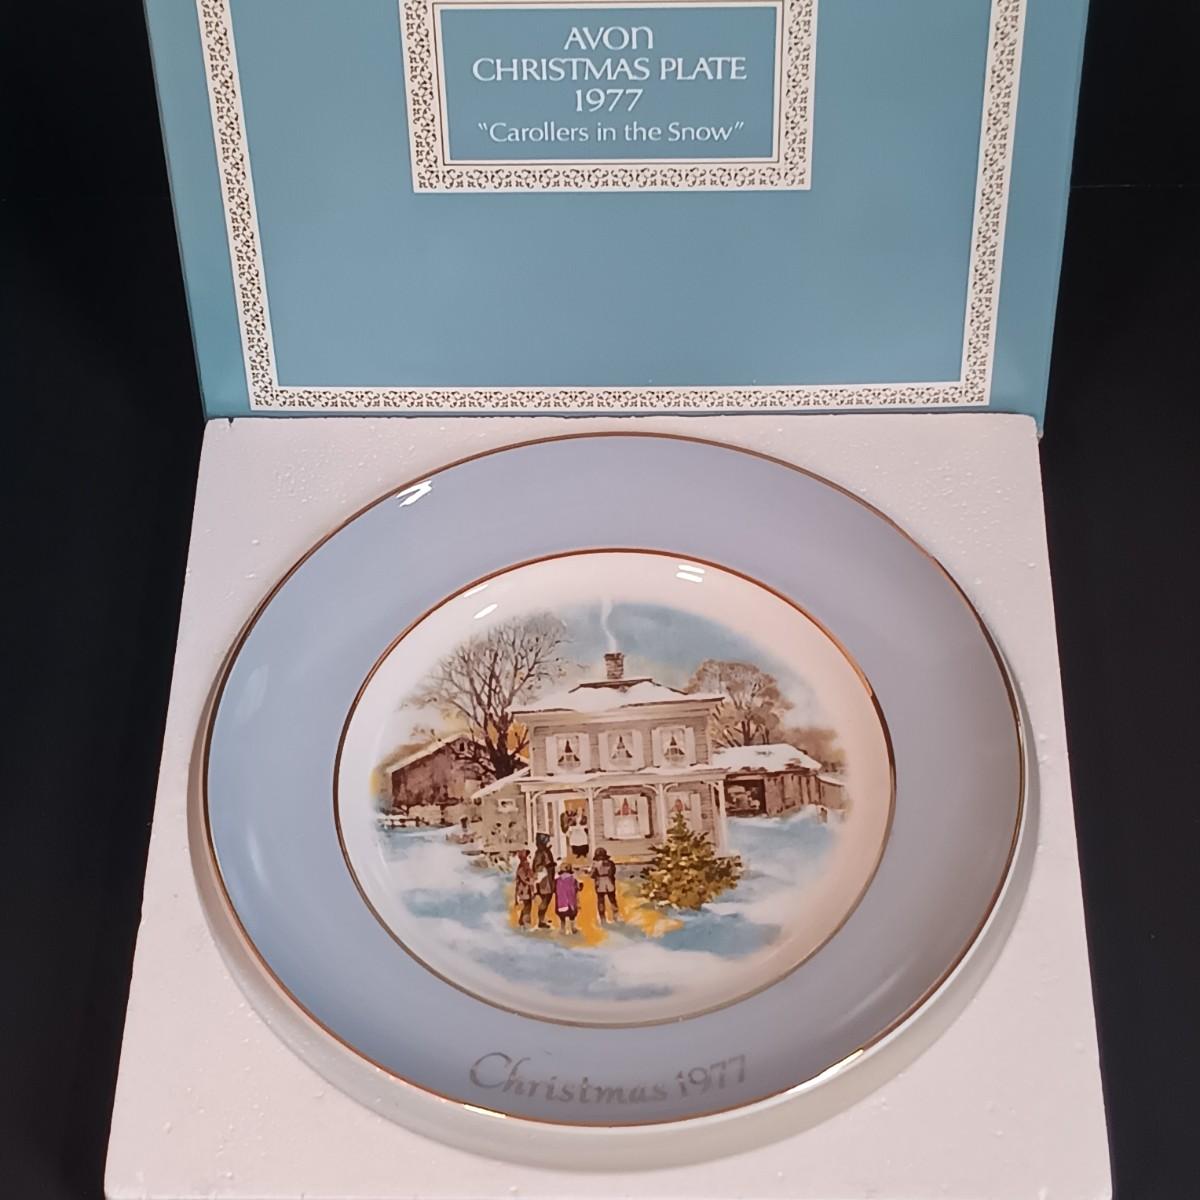 AVON
CHRISTMAS PLATE
1977
“Carollers in the Snow”
Christmas 1977